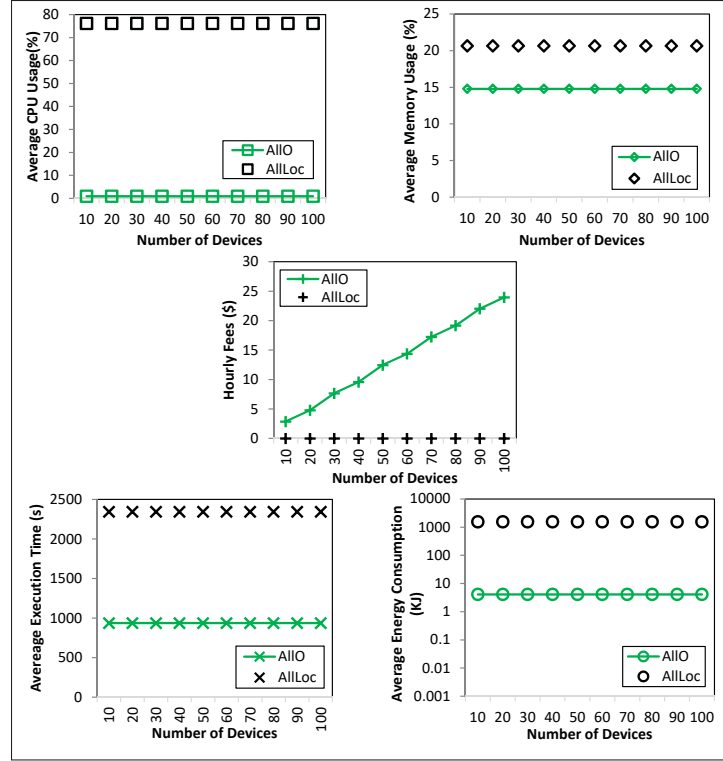 80
70
60
50
40
30
20
10
0
Average CPU Usage(%)
AllO
AllLoc
10 20 30 40 50 60 70 80 90 100
Number of Devices
25
20
15
10
5
0
Average Memory Usage (%)
AllO
AllLoc
10 20 30 40 50 60 70 80 90 100
Number of Devices
30
25
20
15
10
5
0
Hourly Fees ($)
AllO
AllLoc
10 20 30 40 50 60 70 80 90 100
Number of Devices
2500
2000
1500
1000
500
0
Avereage Execution Time (s)
AllO
AllLoc
10 20 30 40 50 60 70 80 90 100
Number of Devices
10000
1000
100
10
1
0.1
0.01
0.001
Average Energy Consumption
(KJ)
AllO
AllLoc
10 20 30 40 50 60 70 80 90 100
Number of Devices